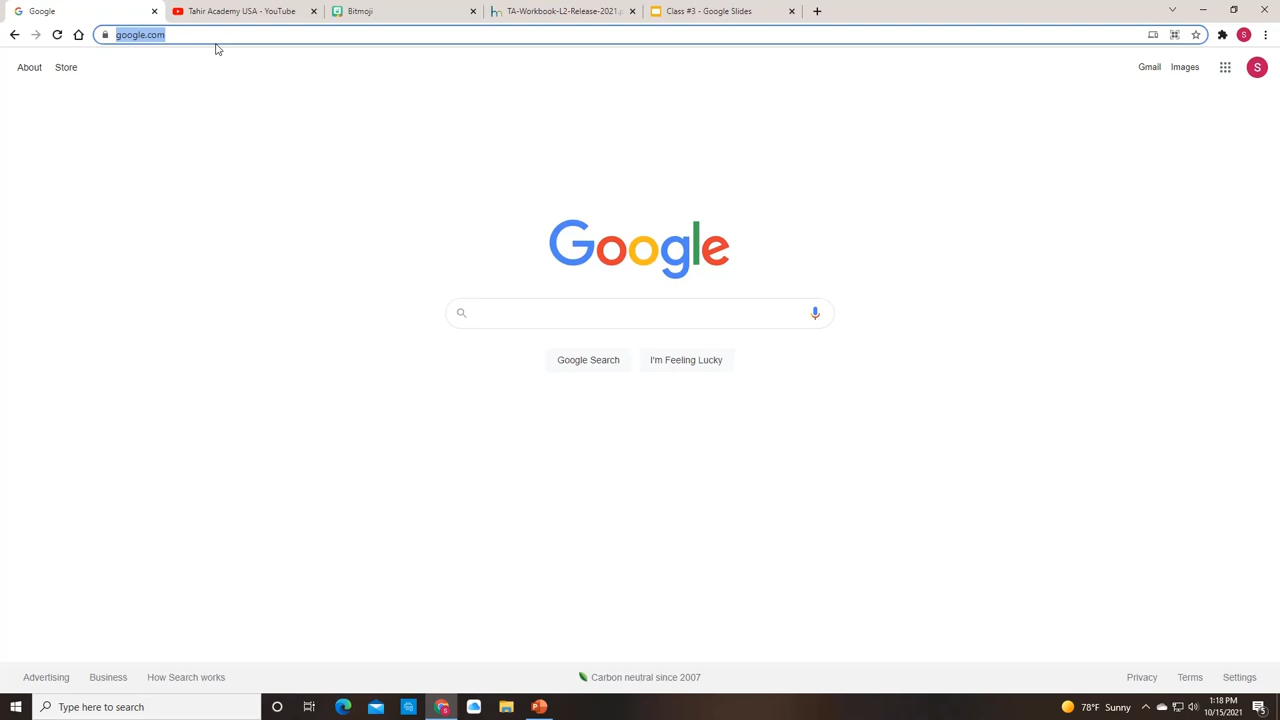 Google
Tahir Academy USA - YouTube
Bitmoji
TA-Workbook-L2-Release-2021.p
Class #3 - Google Slides
google.com
S
About
Store
Gmail
Images
S
Google
Google Search
I'm Feeling Lucky
Advertising
Business
How Search works
Carbon neutral since 2007
Privacy
Terms
Settings
Type here to search
78°F Sunny
1:18 PM
10/15/2021